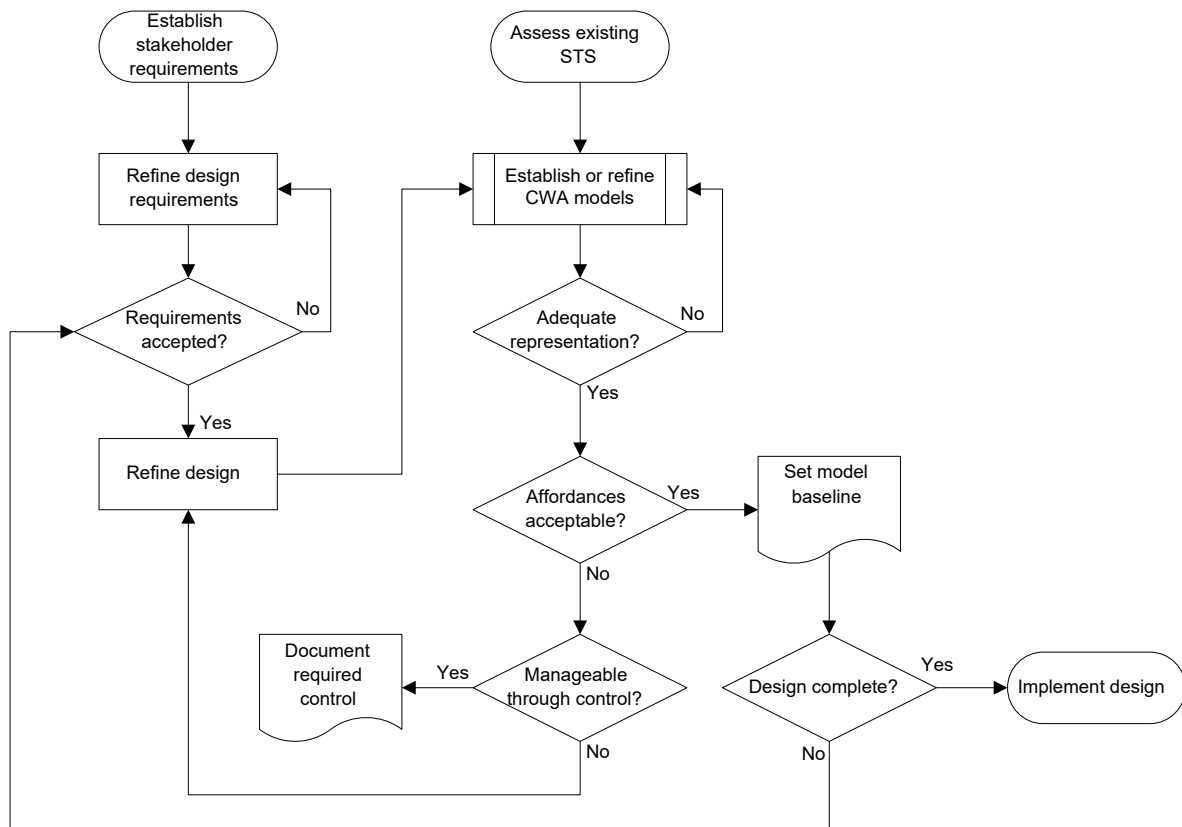 Establish
stakeholder
requirements
Assess existing
STS
Refine design
requirements
Establish or refine
CWA models
Requirements
accepted?
No
Adequate
representation?
No
Yes
Yes
Refine design
Affordances
acceptable?
Yes
Set model
baseline
No
Document
required
control
Yes
Manageable
through control?
Design complete?
Yes
Implement design
No
No